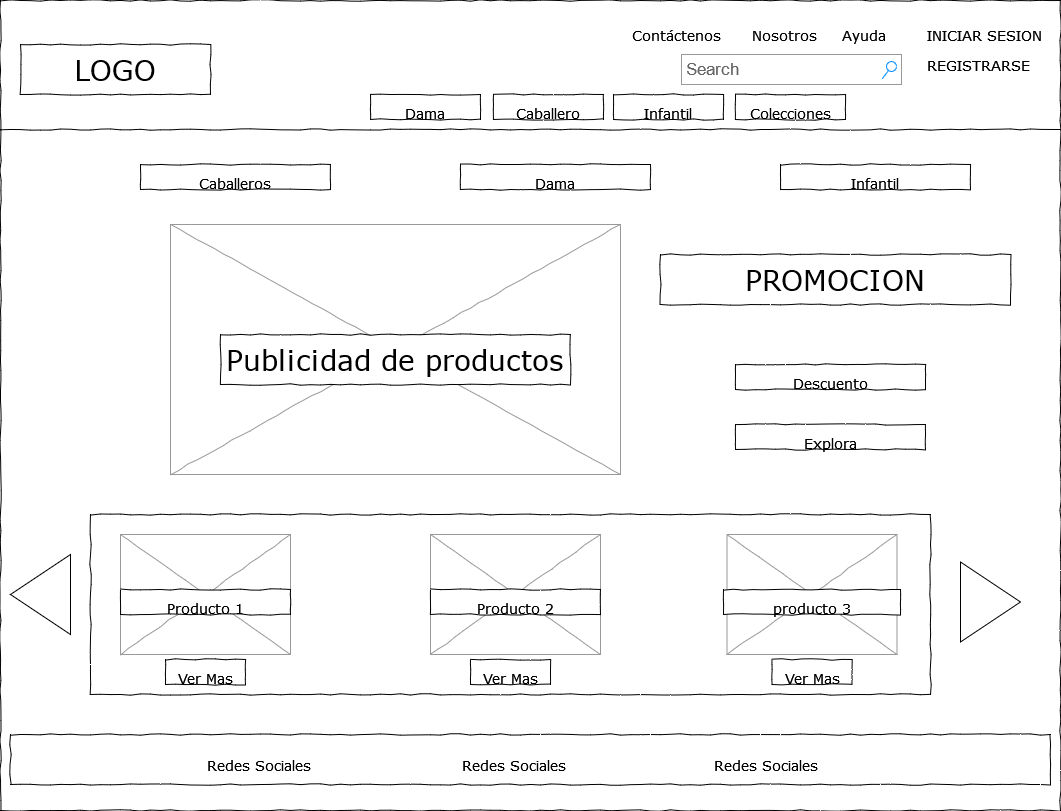 Contáctenos Nosotros Ayuda INICIAR SESION
LOGO
Search
REGISTRARSE
Dama Caballero Infantil Colecciones
Caballeros Dama Infantil
PROMOCION
Publicidad de productos
Descuento
Explora
Producto 1 Producto 2 producto 3
Ver Mas Ver Mas Ver Mas
Redes Sociales Redes Sociales Redes Sociales